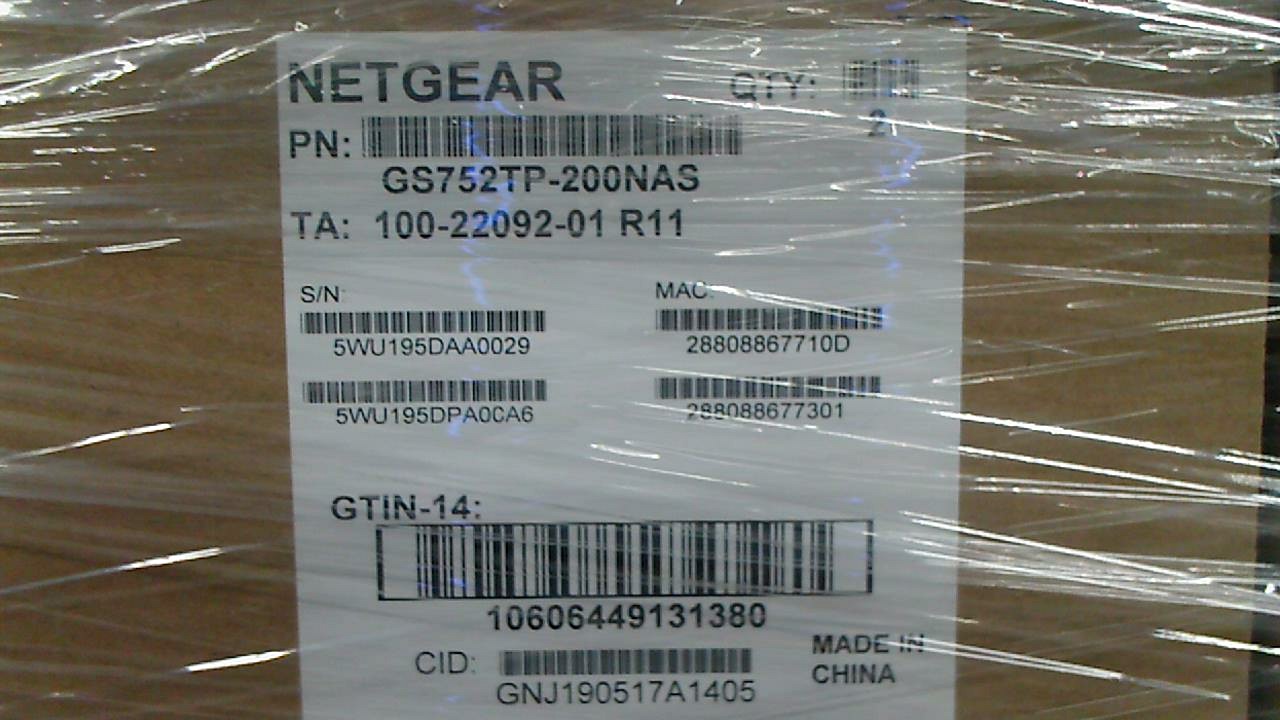 NETGEAR QTY:
2
PN:
GS752TP-200NAS
TA: 100-22092-01 R11
S/N: MAC:
5WU195DAA0029 28808867710D
5WU195DPA0CA6 288088677301
GTIN-14:
10606449131380
CID: MADE IN
CHINA
GNJ190517A1405